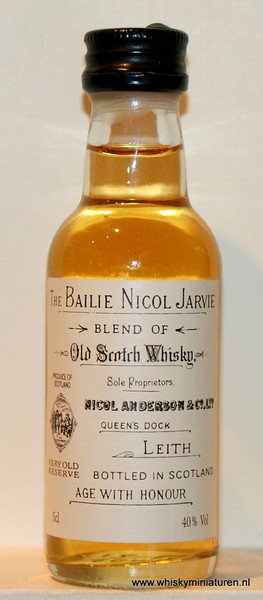 THE BAILIE NICOL JARVIE
BLEND OF
Old Scotch Whisky
Sole Proprietors.
PRODUCE OF
SCOTLAND
NICOL ANDERSON & Co. LTD
QUEEN'S DOCK
LEITH
VERY OLD
RESERVE
BOTTLED IN SCOTLAND
AGE WITH HONOUR
5cl 40% Vol
www.whiskyminiaturen.nl